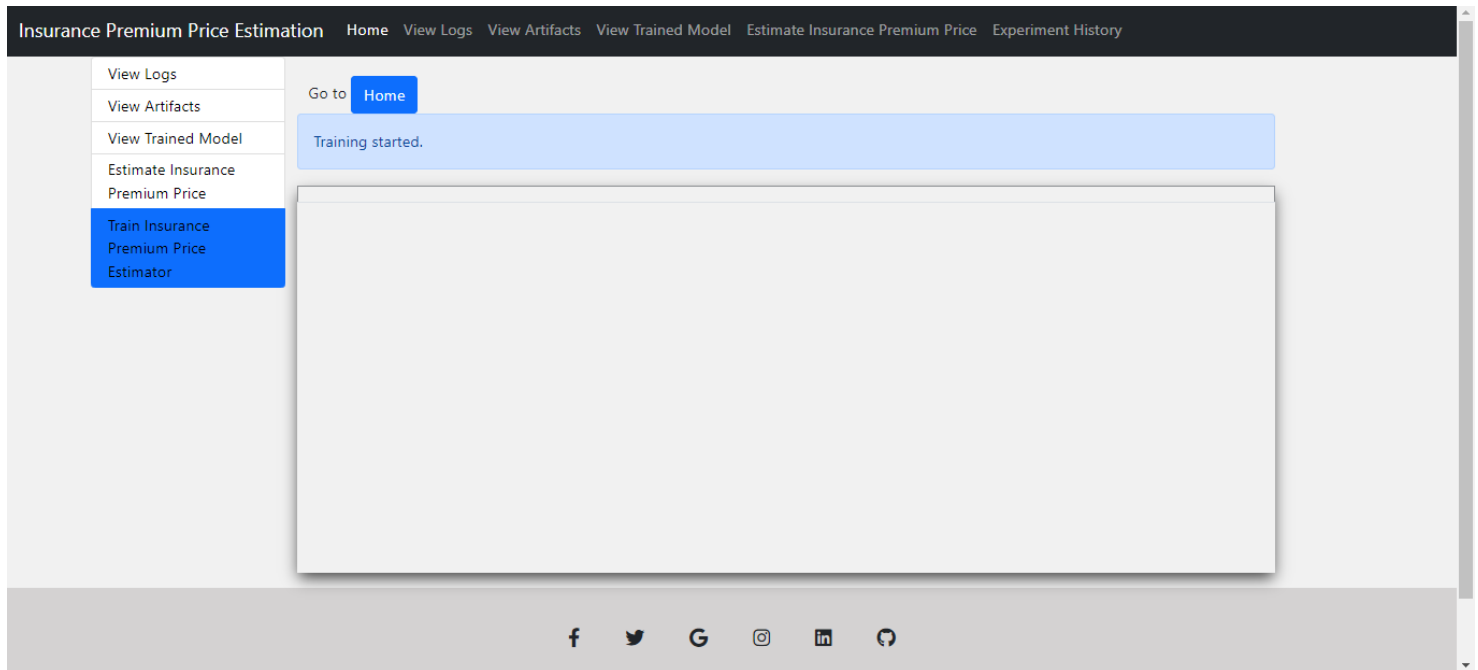 Insurance Premium Price Estimation Home View Logs View Artifacts View Trained Model Estimate Insurance Premium Price Experiment History
View Logs
View Artifacts
View Trained Model
Estimate Insurance
Premium Price
Train Insurance
Premium Price
Estimator
Go to Home
Training started.